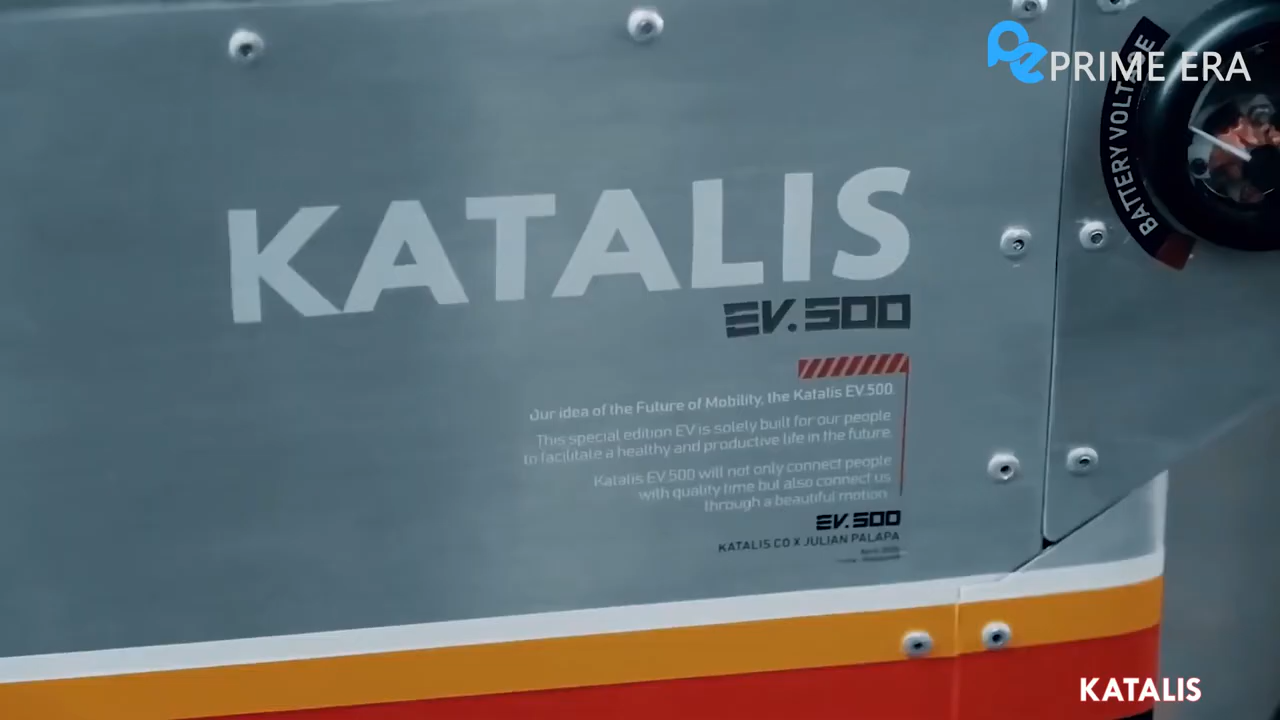 PRIME ERA
BATTERY VOLTAGE
KATALIS
EV.500
Our idea of the Future of Mobility, the Katalis EV.500.
This special edition EV is solely built for our people
to facilitate a healthy and productive life in the future.
Katalis EV.500 will not only connect people
with quality time but also connect us
through a beautiful motion.
EV.500
KATALIS.CO X JULIAN PALAPA
KATALIS